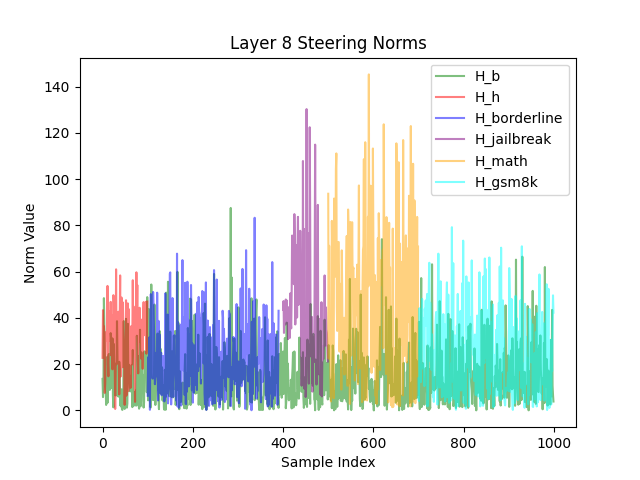 Layer 8 Steering Norms
Norm Value
140
120
100
80
60
40
20
0
H_b
H_h
H_borderline
H_jailbreak
H_math
H_gsm8k
0 200 400 600 800 1000
Sample Index